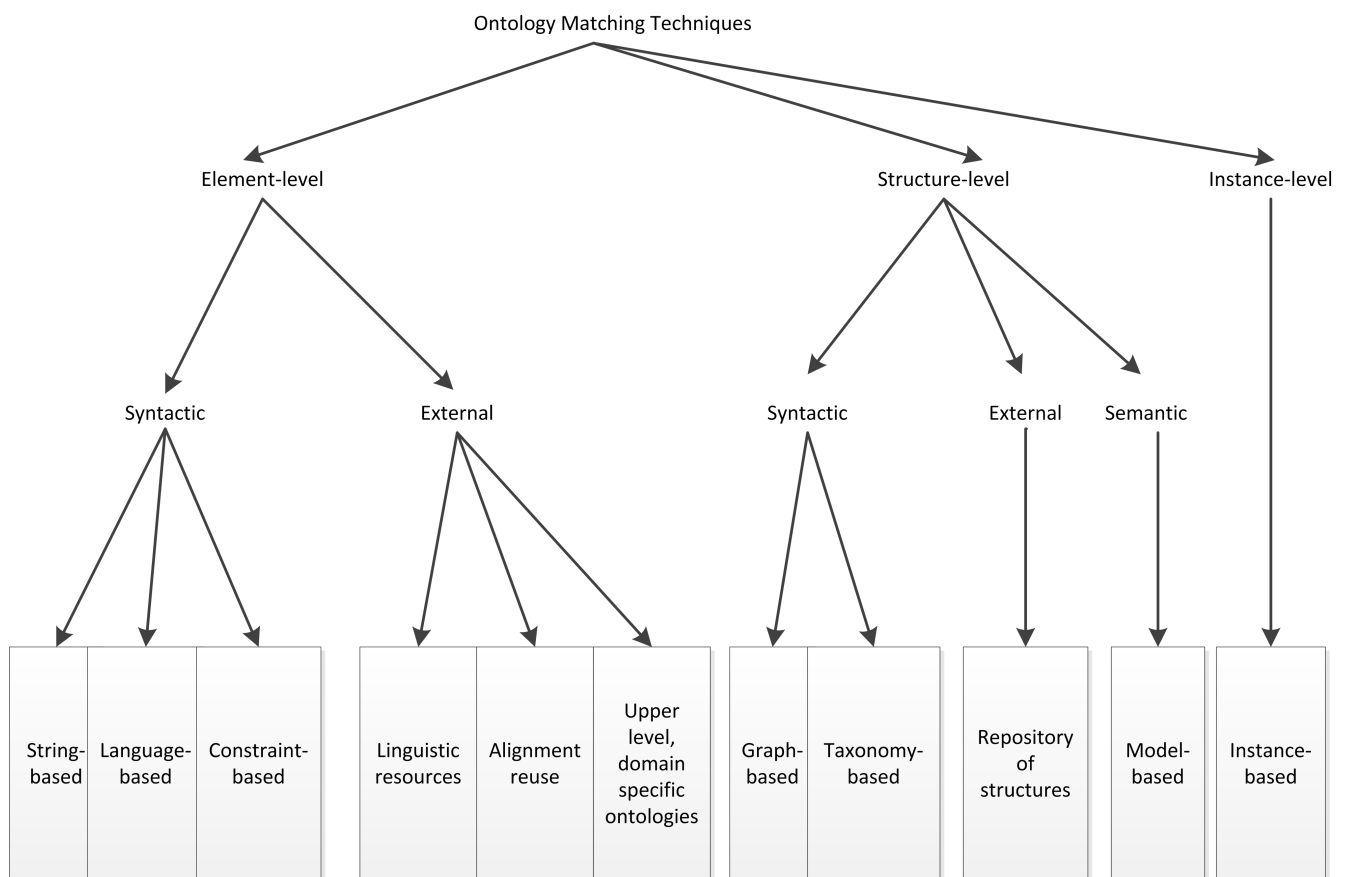 Ontology Matching Techniques
Element-level
Structure-level
Instance-level
Syntactic
External
Syntactic
External
Semantic
String-
based
Language-
based
Constraint-
based
Linguistic
resources
Alignment
reuse
Upper
level,
domain
specific
ontologies
Graph-
based
Taxonomy-
based
Repository
of
structures
Model-
based
Instance-
based